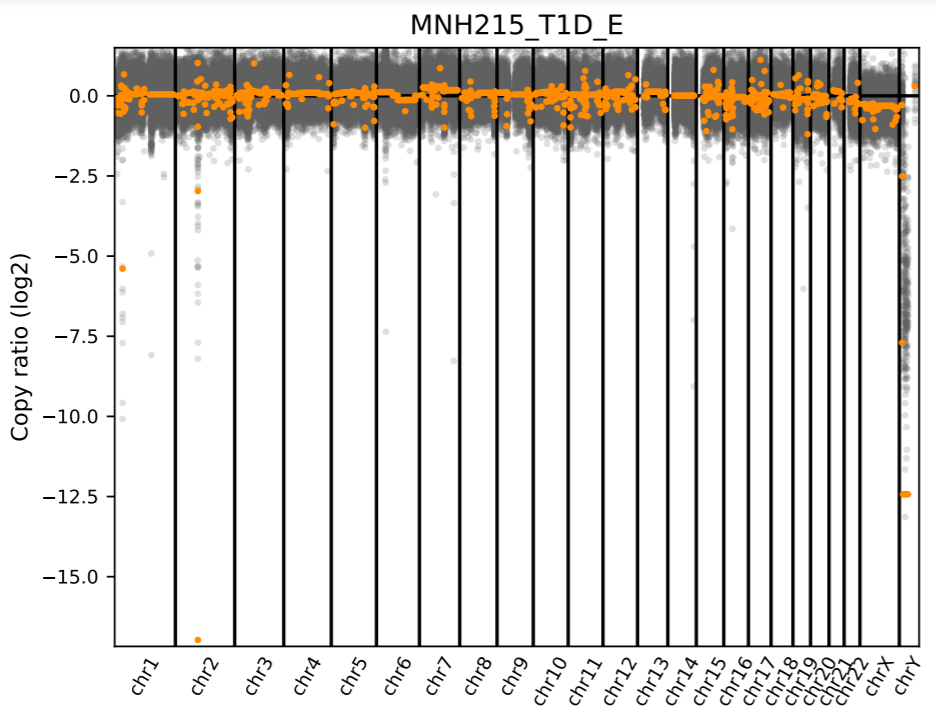 MNH215_T1D_E
Copy ratio (log2)
0.0
−2.5
−5.0
−7.5
−10.0
−12.5
−15.0
chr1
chr2
chr3
chr4
chr5
chr6
chr7
chr8
chr9
chr10
chr11
chr12
chr13
chr14
chr15
chr16
chr17
chr18
chr19
chr20
chr21
chr22
chrX
chrY